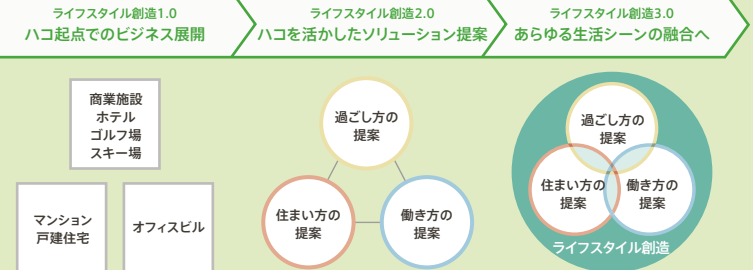 ライフスタイル創造1.0
ハコ起点でのビジネス展開
ライフスタイル創造2.0
ハコを活かしたソリューション提案
ライフスタイル創造3.0
あらゆる生活シーンの融合へ
商業施設
ホテル
ゴルフ場
スキー場
マンション
戸建住宅
オフィスビル
過ごし方の
提案
住まい方の
提案
働き方の
提案
過ごし方の
提案
住まい方の
提案
働き方の
提案
ライフスタイル創造